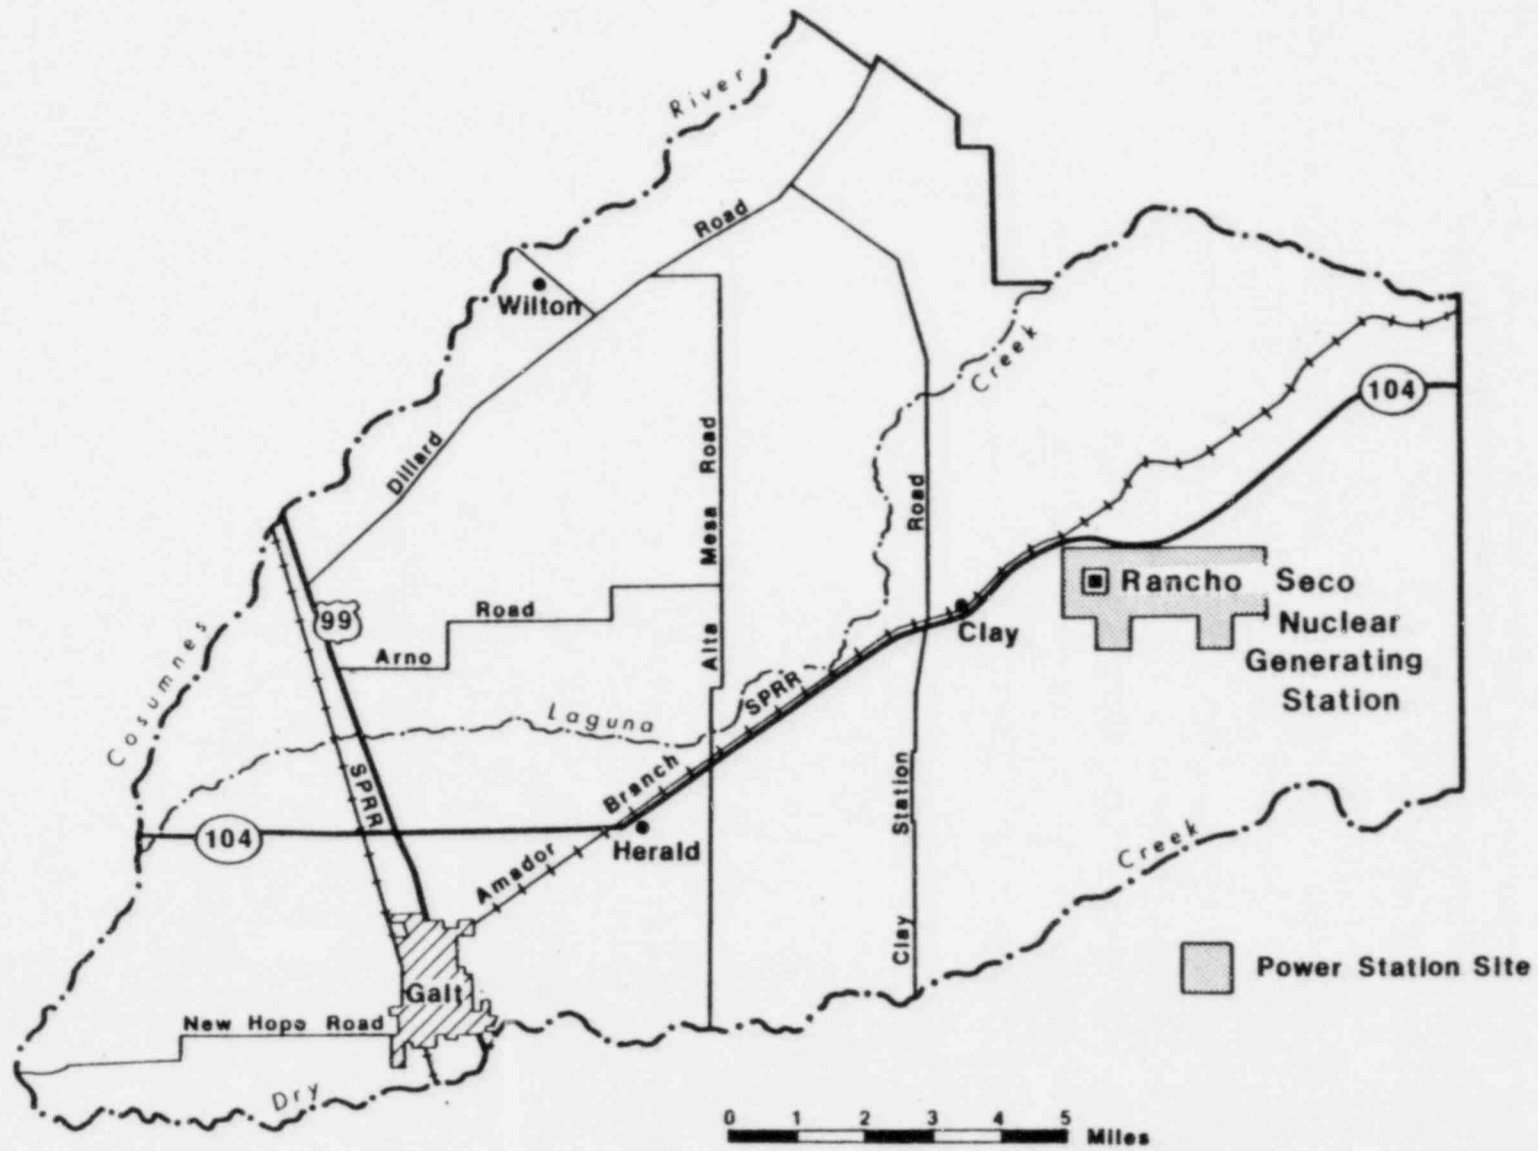 River
Road
Wilton
Creek
104
Dillard
Mesa Road
Road
Rancho Seco
Nuclear
Generating
Station
99
Road
Arno
Clay
Alta
Cosumnes
Laguna
SPRR
SPRR
Branch
Station
104
Herald
Amador
Creek
Clay
Power Station Site
Galt
New Hope Road
Dry
0 1 2 3 4 5
Miles